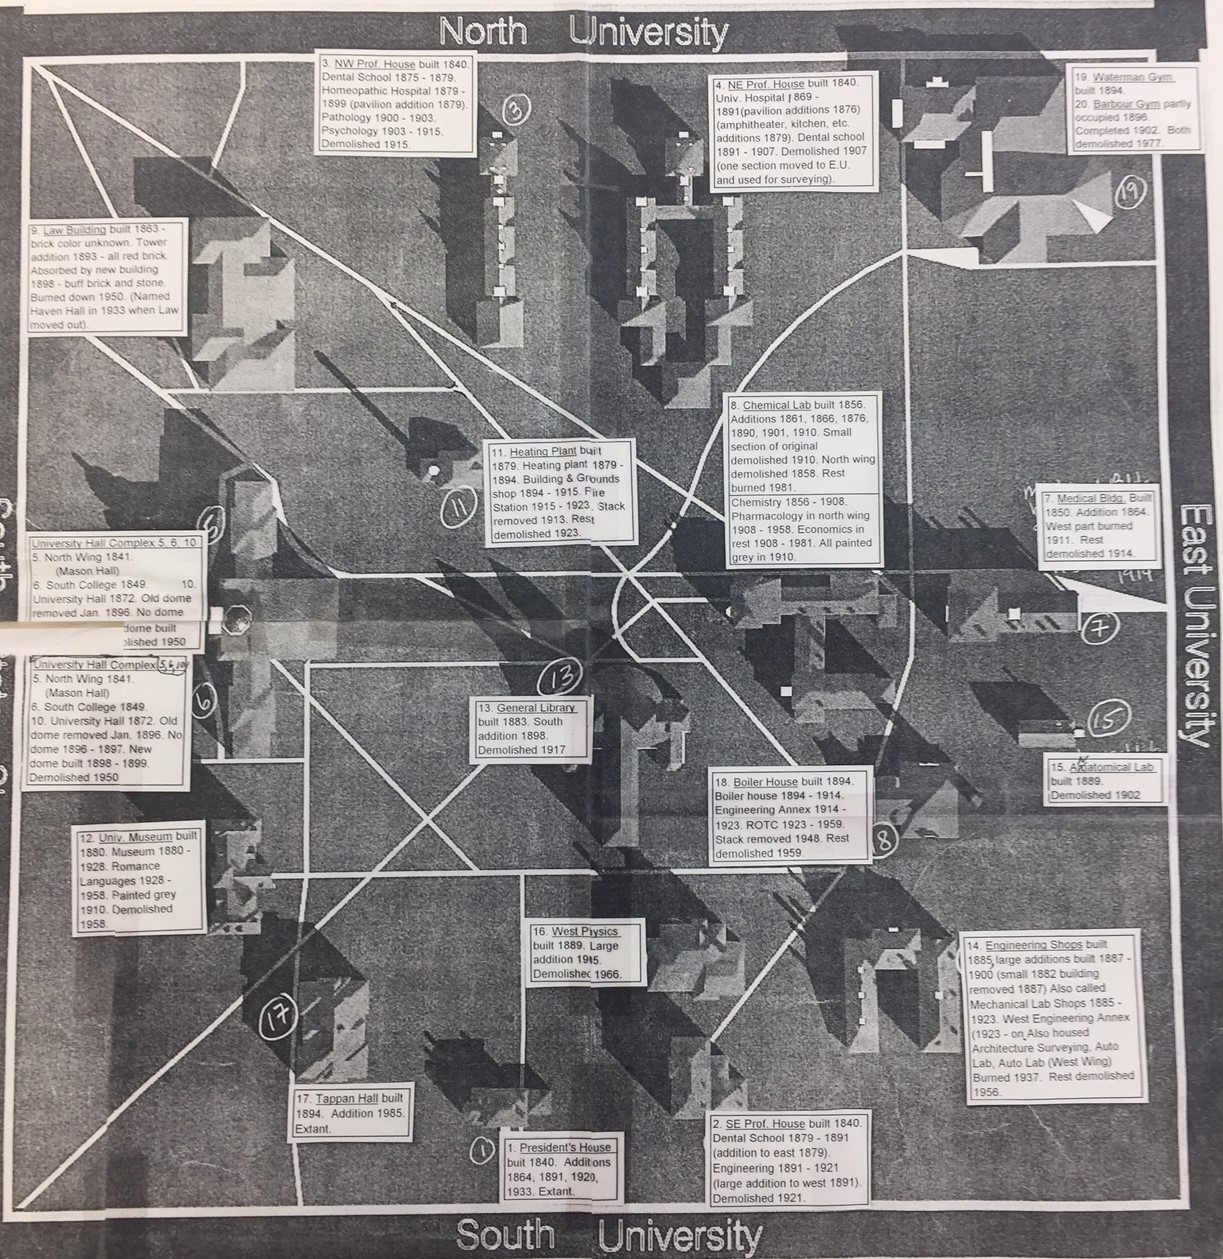 North University
3. NW Prof. House built 1840.
Dental School 1875 - 1879.
Homeopathic Hospital 1879 -
1899 (pavilion addition 1879).
Pathology 1900 - 1903.
Psychology 1903 - 1915.
Demolished 1915.
3
4. NE Prof. House built 1840.
Univ. Hospital 1869 -
1891(pavilion additions 1876)
(amphitheater, kitchen, etc.
additions 1879). Dental school
1891 - 1907. Demolished 1907
(one section moved to E.U.
and used for surveying).
19. Waterman Gym
built 1894.
20. Barbour Gym partly
occupied 1896.
Completed 1902. Both
demolished 1977.
19
9. Law Building built 1863 -
brick color unknown. Tower
addition 1893 - all red brick.
Absorbed by new building
1898 - buff brick and stone.
Burned down 1950. (Named
Haven Hall in 1933 when Law
moved out).
8. Chemical Lab built 1856.
Additions 1861, 1866, 1876,
1890, 1901, 1910. Small
section of original
demolished 1910. North wing
demolished 1958. Rest
burned 1981.
Chemistry 1856 - 1908.
Pharmacology in north wing
1908 - 1958. Economics in
rest 1908 - 1981. All painted
grey in 1910.
11. Heating Plant built
1879. Heating plant 1879 -
1894. Building & Grounds
shop 1894 - 1915. Fire
Station 1915 - 1923. Stack
removed 1913. Rest
demolished 1923.
11
7. Medical Bldg. Built
1850. Addition 1864.
West part burned
1911. Rest
demolished 1914.
1914
7
East University
5
University Hall Complex 5, 6, 10
5. North Wing 1841.
(Mason Hall)
6. South College 1849. 10.
University Hall 1872. Old dome
removed Jan. 1896. No dome
dome built
lished 1950
University Hall Complex 5,6,10
5. North Wing 1841.
(Mason Hall)
6. South College 1849.
10. University Hall 1872. Old
dome removed Jan. 1896. No
dome 1896 - 1897. New
dome built 1898 - 1899.
Demolished 1950
6
13
13. General Library
built 1883. South
addition 1898.
Demolished 1917
15
15. Anatomical Lab
built 1889.
Demolished 1902
18. Boiler House built 1894.
Boiler house 1894 - 1914.
Engineering Annex 1914 -
1923. ROTC 1923 - 1959.
Stack removed 1948. Rest
demolished 1959.
8
12. Univ. Museum built
1880. Museum 1880 -
1928. Romance
Languages 1928 -
1958. Painted grey
1910. Demolished
1958.
16. West Physics
built 1889. Large
addition 1915.
Demolished 1966.
14. Engineering Shops built
1885, large additions built 1887 -
1900 (small 1882 building
removed 1887) Also called
Mechanical Lab Shops 1885 -
1923. West Engineering Annex
(1923 - on. Also housed
Architecture Surveying, Auto
Lab, Auto Lab (West Wing)
Burned 1937. Rest demolished
1956.
17
17. Tappan Hall built
1894. Addition 1985.
Extant.
1
1. President's House
built 1840. Additions
1864, 1891, 1920,
1933. Extant.
2. SE Prof. House built 1840.
Dental School 1879 - 1891
(addition to east 1879).
Engineering 1891 - 1921
(large addition to west 1891).
Demolished 1921.
South University